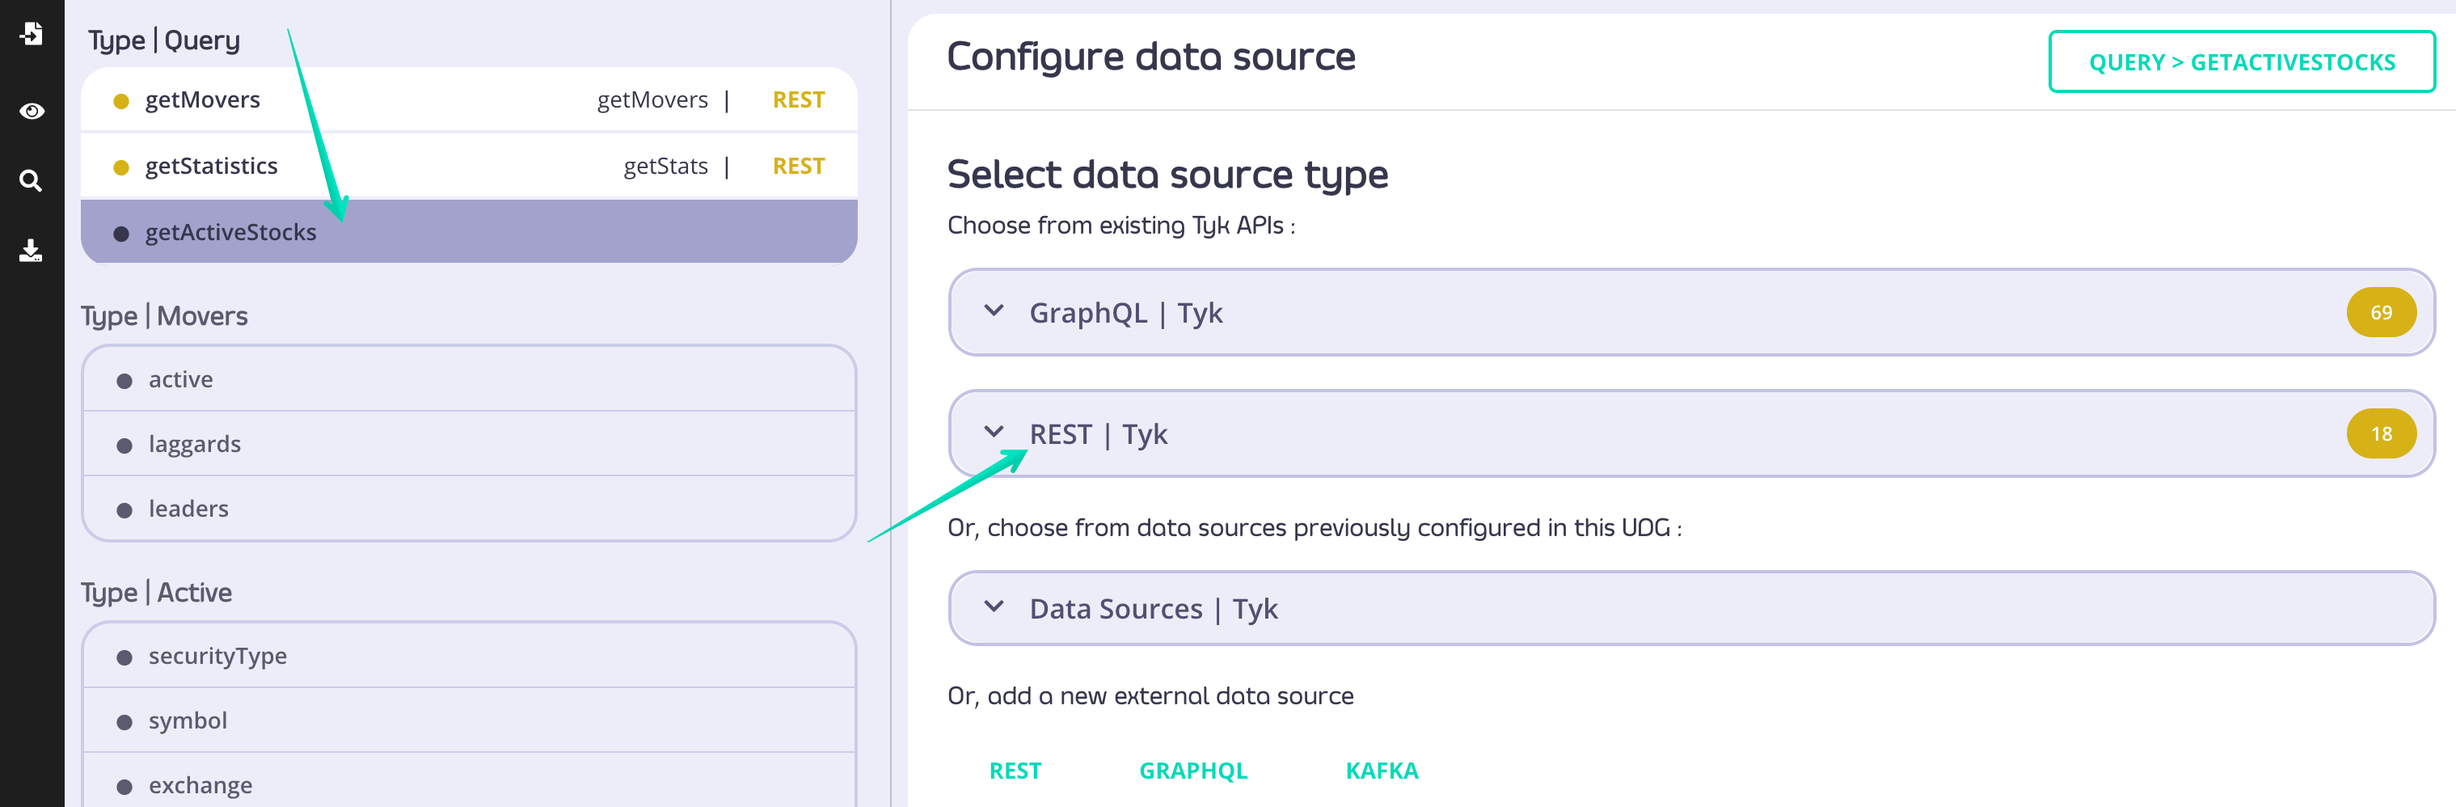 Type | Query
getMovers getMovers | REST
getStatistics getStats | REST
getActiveStocks
Type | Movers
active
laggards
leaders
Type | Active
securityType
symbol
exchange
Configure data source
QUERY > GETACTIVESTOCKS
Select data source type
Choose from existing Tyk APIs :
GraphQL | Tyk 69
REST | Tyk 18
Or, choose from data sources previously configured in this UDG :
Data Sources | Tyk
Or, add a new external data source
REST GRAPHQL KAFKA